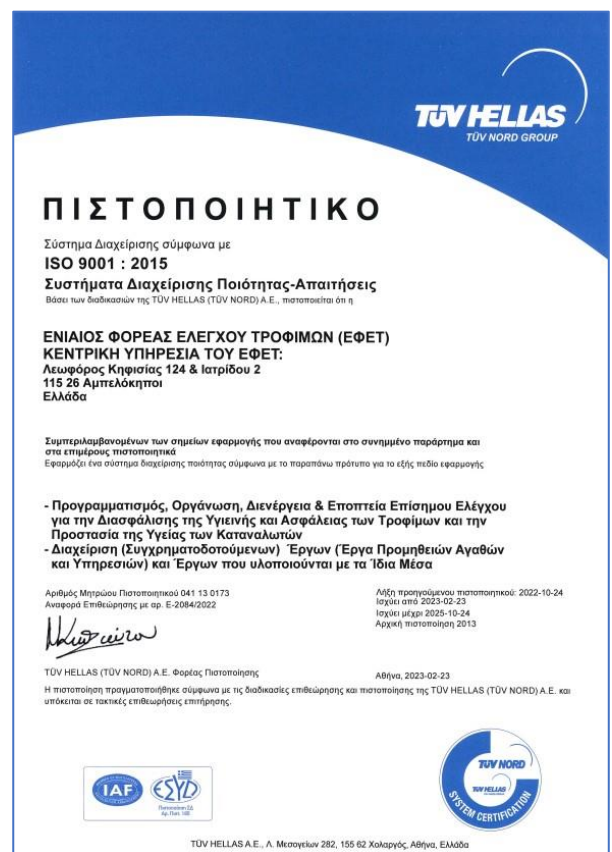 TÜV HELLAS
TÜV NORD GROUP
ΠΙΣΤΟΠΟΙΗΤΙΚΟ
Σύστημα Διαχείρισης σύμφωνα με
ISO 9001 : 2015
Συστήματα Διαχείρισης Ποιότητας-Απαιτήσεις
Βάσει των διαδικασιών της TÜV HELLAS (TÜV NORD) Α.Ε., πιστοποιείται ότι η
ΕΝΙΑΙΟΣ ΦΟΡΕΑΣ ΕΛΕΓΧΟΥ ΤΡΟΦΙΜΩΝ (ΕΦΕΤ)
ΚΕΝΤΡΙΚΗ ΥΠΗΡΕΣΙΑ ΤΟΥ ΕΦΕΤ:
Λεωφόρος Κηφισίας 124 & Ιατρίδου 2
115 26 Αμπελόκηποι
Ελλάδα
Συμπεριλαμβανομένων των σημείων εφαρμογής που αναφέρονται στο συνημμένο παράρτημα και
στα επιμέρους πιστοποιητικά
Εφαρμόζει ένα σύστημα διαχείρισης ποιότητας σύμφωνα με το παραπάνω πρότυπο για το εξής πεδίο εφαρμογής
- Προγραμματισμός, Οργάνωση, Διενέργεια & Εποπτεία Επίσημου Ελέγχου
για την Διασφάλισης της Υγιεινής και Ασφάλειας των Τροφίμων και την
Προστασία της Υγείας των Καταναλωτών
- Διαχείριση (Συγχρηματοδοτούμενων) Έργων (Έργα Προμηθειών Αγαθών
και Υπηρεσιών) και Έργων που υλοποιούνται με τα Ίδια Μέσα
Αριθμός Μητρώου Πιστοποιητικού 041 13 0173
Αναφορά Επιθεώρησης με αρ. Ε-2084/2022
Λήξη προηγούμενου πιστοποιητικού: 2022-10-24
Ισχύει από 2023-02-23
Ισχύει μέχρι 2025-10-24
Αρχική πιστοποίηση 2013
TÜV HELLAS (TÜV NORD) Α.Ε. Φορέας Πιστοποίησης
Αθήνα, 2023-02-23
Η πιστοποίηση πραγματοποιήθηκε σύμφωνα με τις διαδικασίες επιθεώρησης και πιστοποίησης της TÜV HELLAS (TÜV NORD) Α.Ε. και
υπόκειται σε τακτικές επιθεωρήσεις επιτήρησης.
IAF
ΕΣΥΔ
Πιστοποίηση ΣΔ
TÜV NORD
TÜV HELLAS
SYSTEM CERTIFICATION
TÜV HELLAS Α.Ε., Λ. Μεσογείων 282, 155 62 Χολαργός, Αθήνα, Ελλάδα